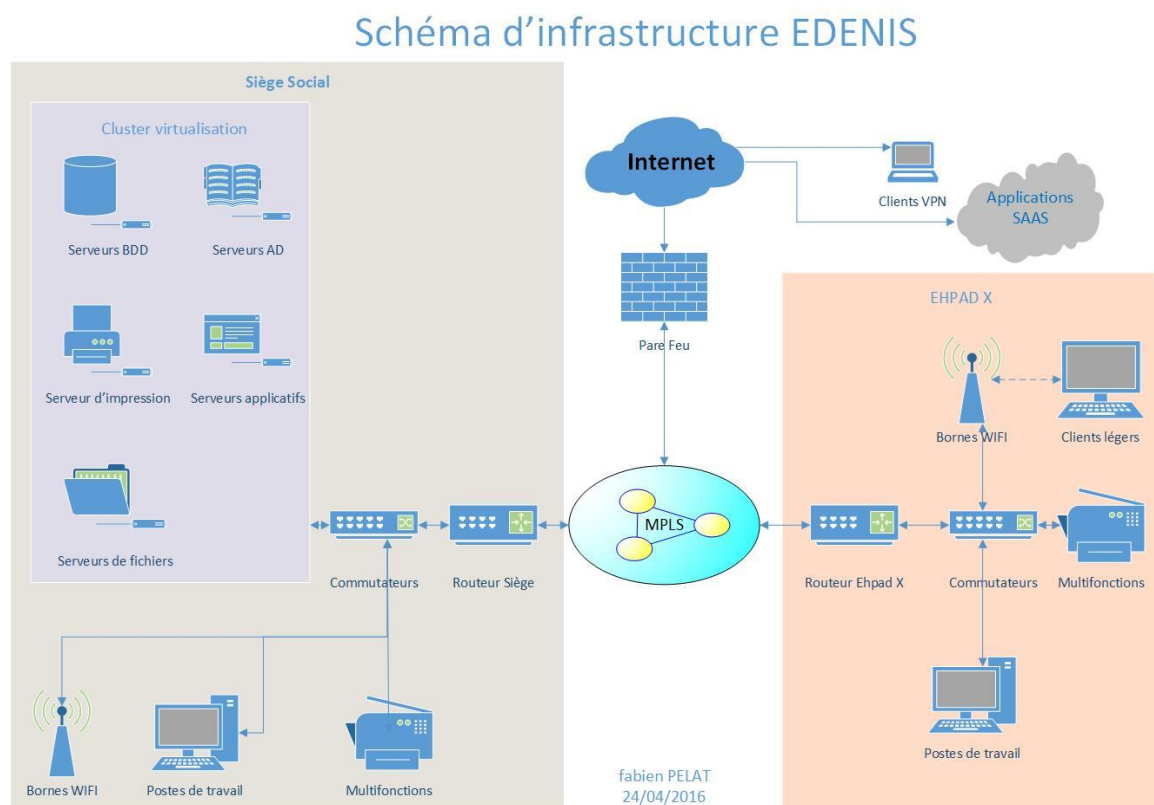 Schéma d'infrastructure EDENIS
Siège Social
Cluster virtualisation
Serveurs BDD
Serveurs AD
Serveur d'impression
Serveurs applicatifs
Serveurs de fichiers
Commutateurs
Routeur Siège
Bornes WIFI
Postes de travail
Multifonctions
Internet
Clients VPN
Applications
SAAS
Pare Feu
MPLS
EHPAD X
Bornes WIFI
Clients légers
Routeur Ehpad X
Commutateurs
Multifonctions
Postes de travail
fabien PELAT
24/04/2016